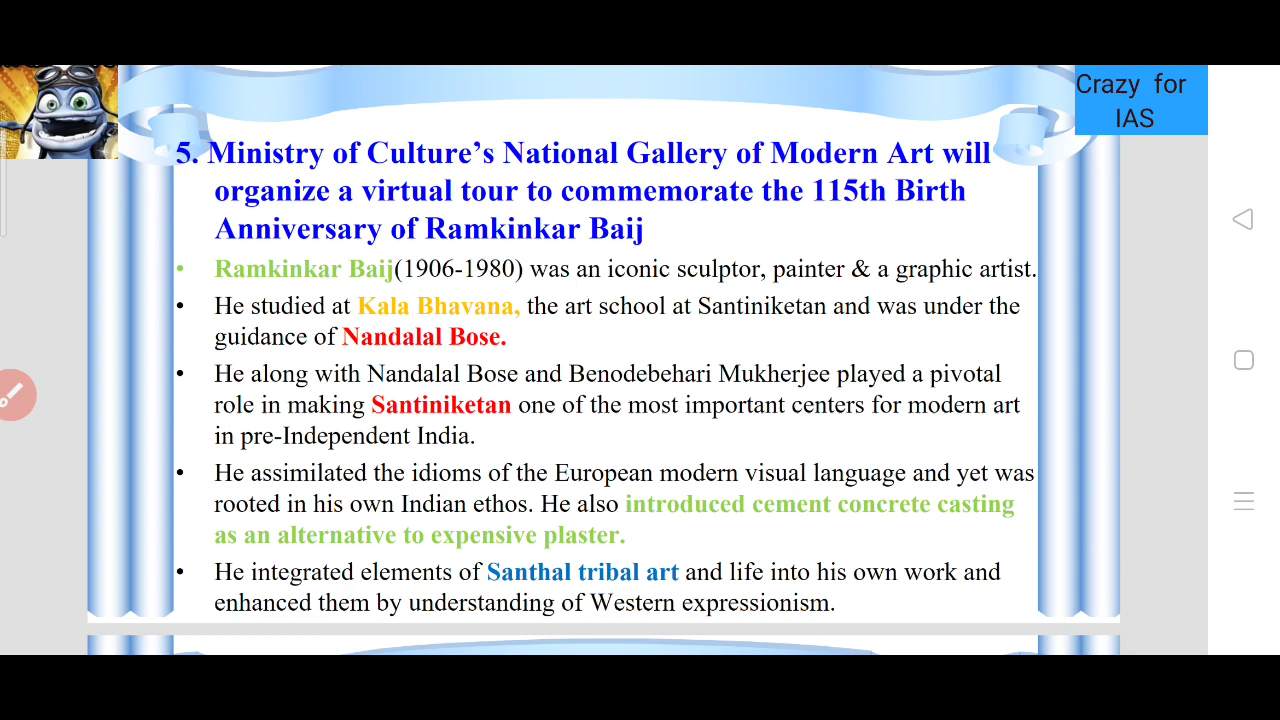 Crazy for
IAS
5. Ministry of Culture's National Gallery of Modern Art will
organize a virtual tour to commemorate the 115th Birth
Anniversary of Ramkinkar Baij
• Ramkinkar Baij(1906-1980) was an iconic sculptor, painter & a graphic artist.
• He studied at Kala Bhavana, the art school at Santiniketan and was under the
guidance of Nandalal Bose.
• He along with Nandalal Bose and Benodebehari Mukherjee played a pivotal
role in making Santiniketan one of the most important centers for modern art
in pre-Independent India.
• He assimilated the idioms of the European modern visual language and yet was
rooted in his own Indian ethos. He also introduced cement concrete casting
as an alternative to expensive plaster.
• He integrated elements of Santhal tribal art and life into his own work and
enhanced them by understanding of Western expressionism.